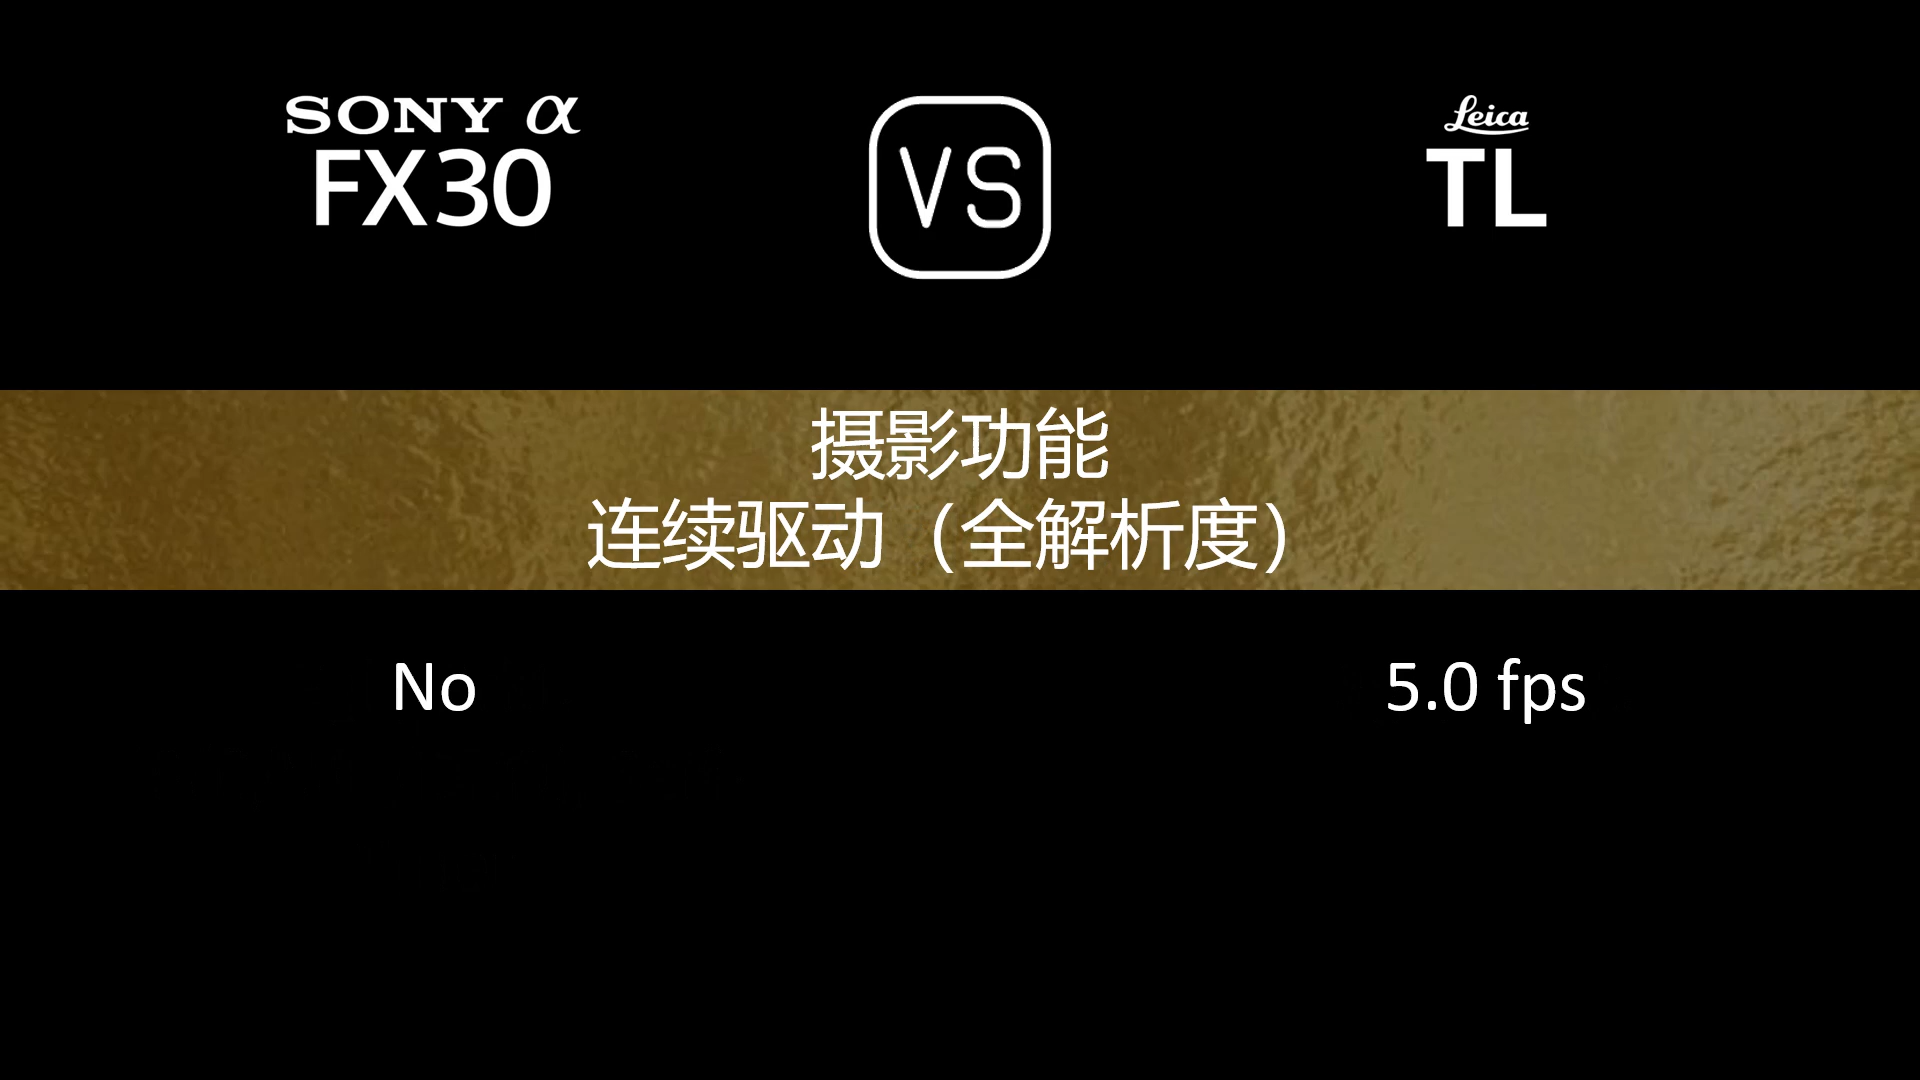 SONY α
FX30
VS
Leica
TL
摄影功能
连续驱动（全解析度）
No
5.0 fps